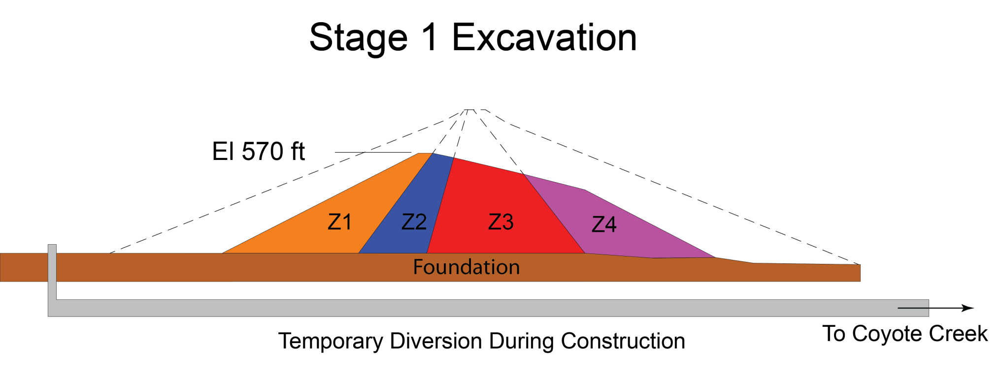 Stage 1 Excavation
El 570 ft
Z1
Z2
Z3
Z4
Foundation
To Coyote Creek
Temporary Diversion During Construction